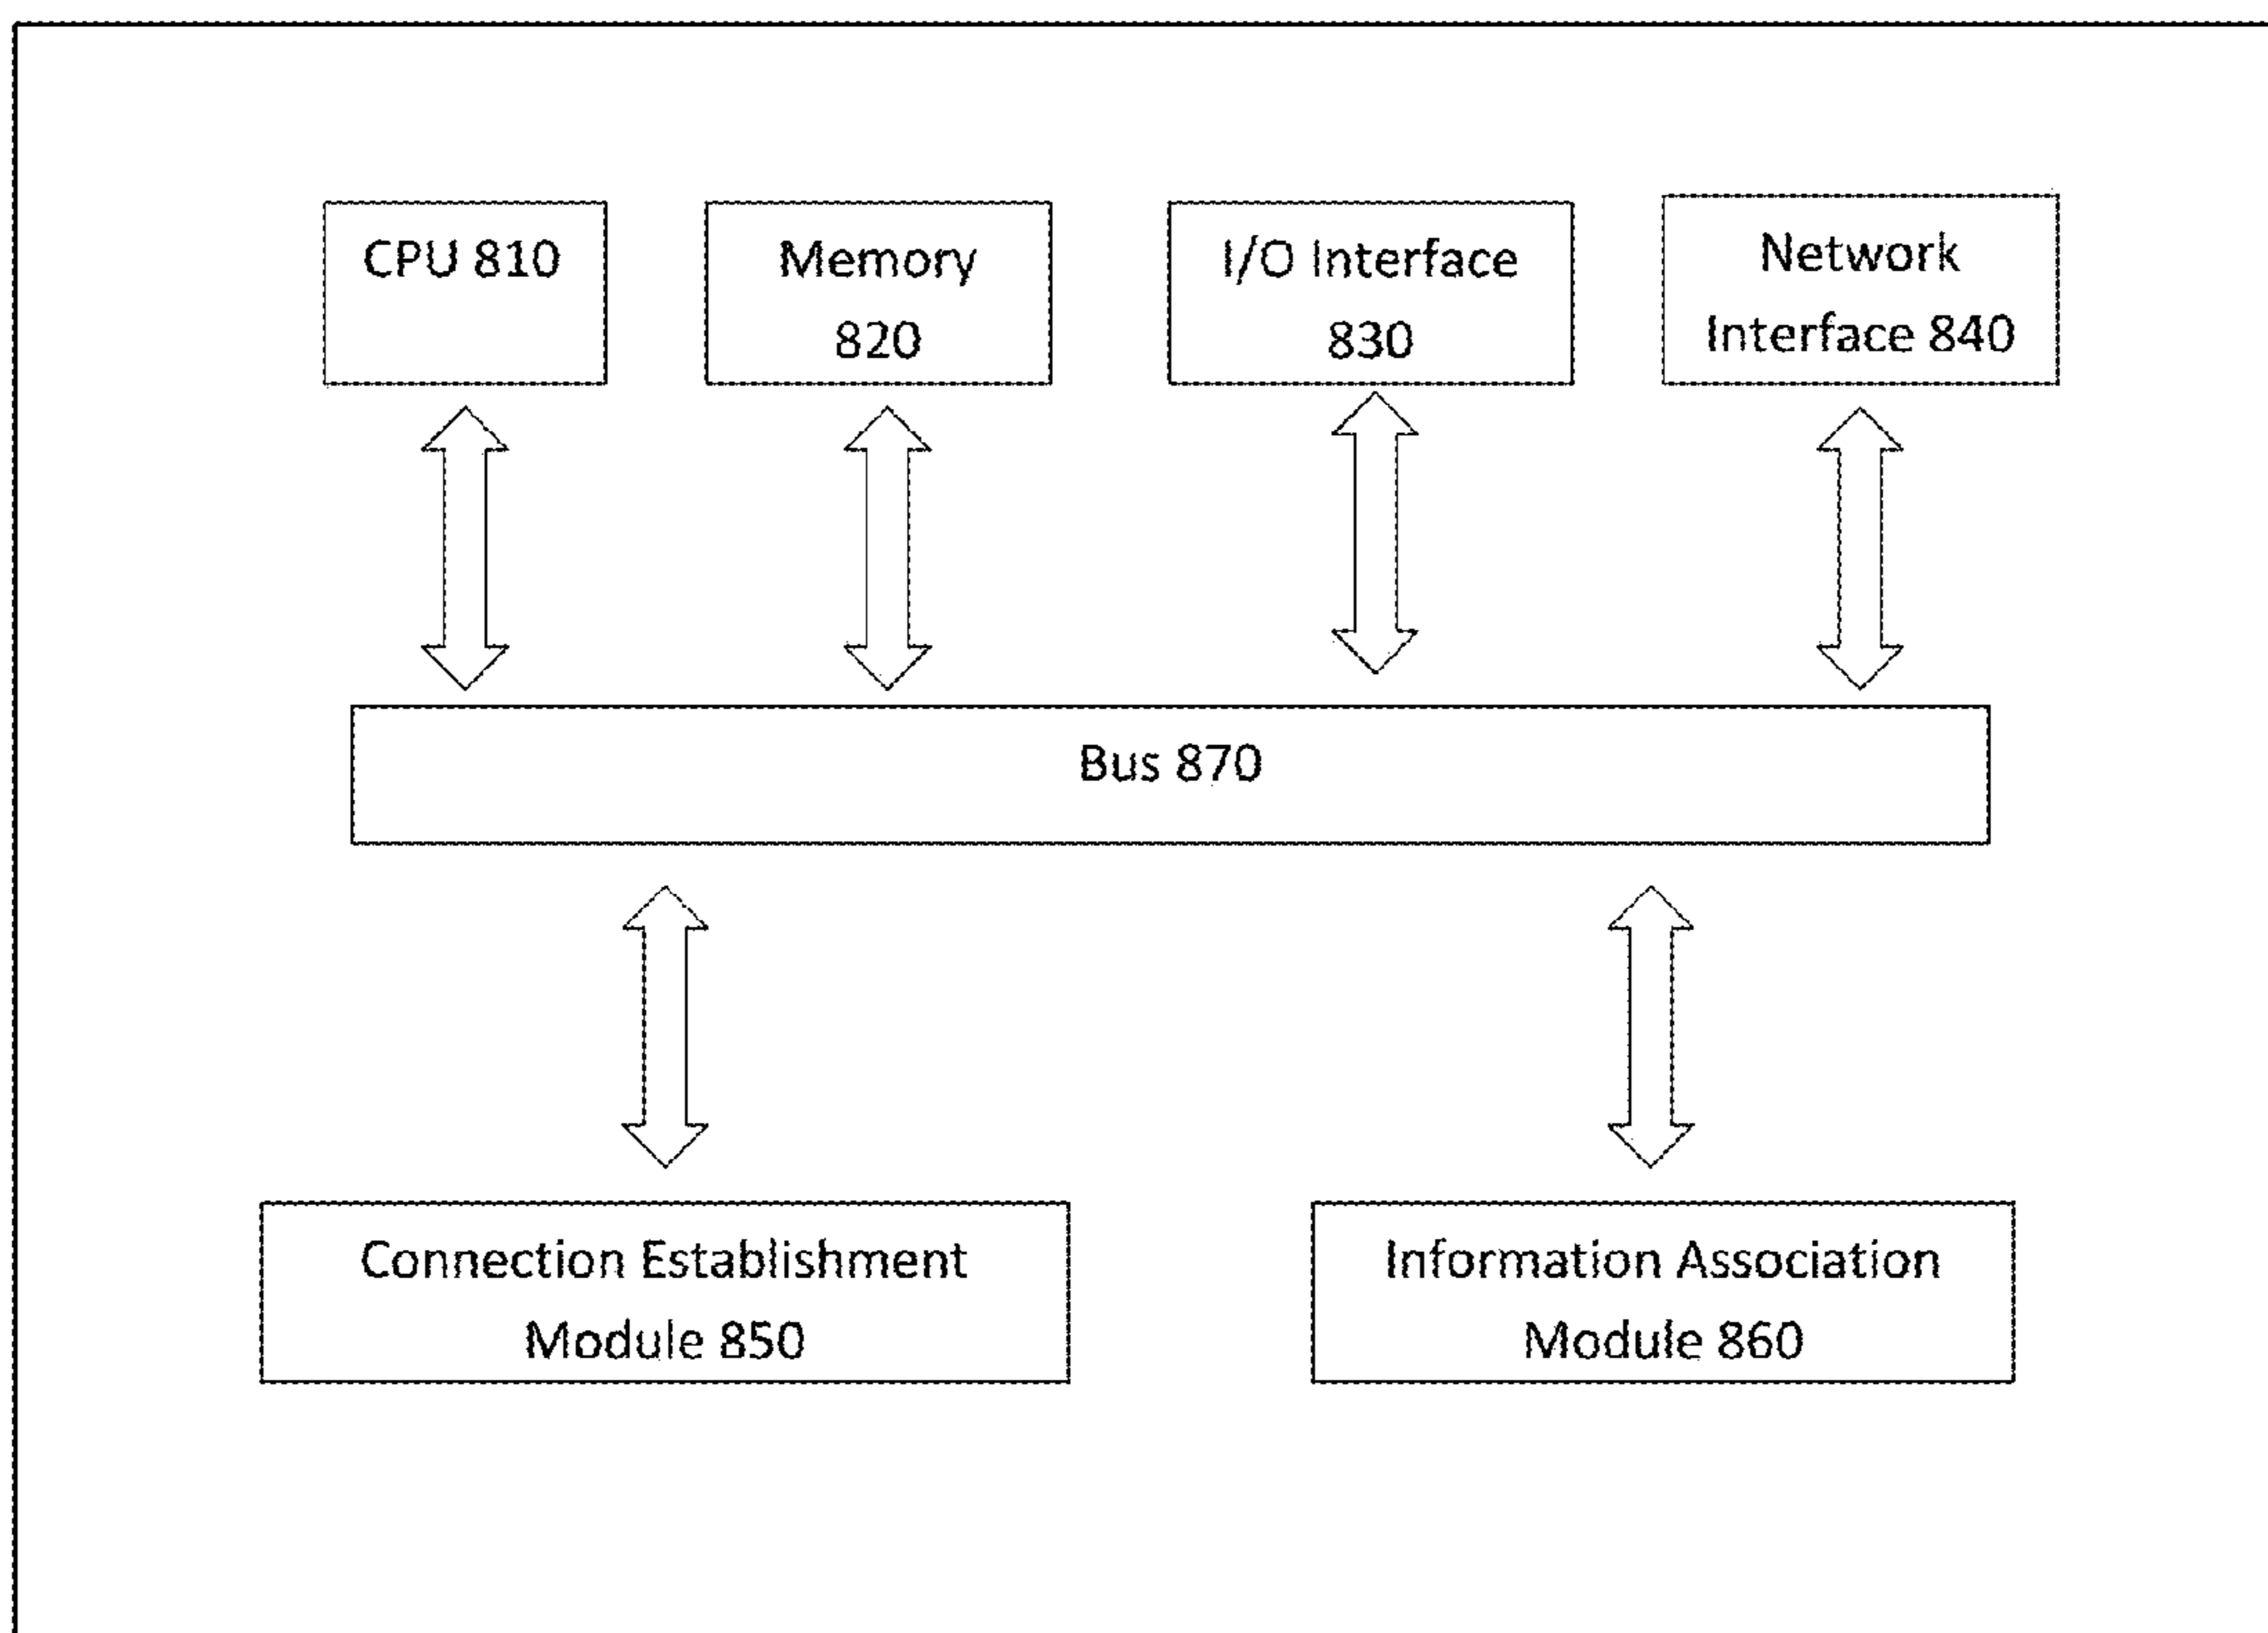 CPU 810
Memory
820
I/O Interface
830
Network
Interface 840
Bus 870
Connection Establishment
Module 850
Information Association
Module 860